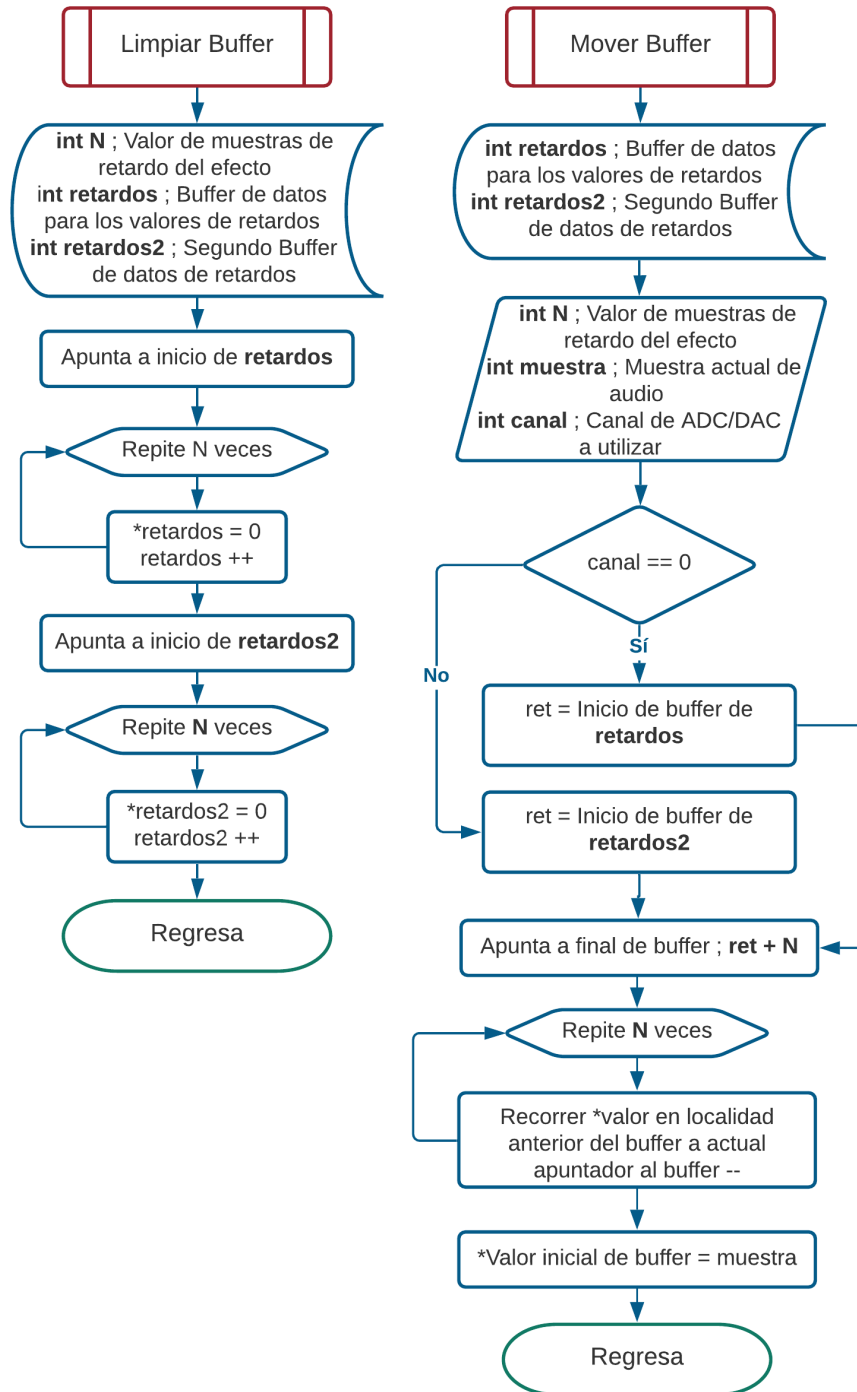 Limpiar Buffer
int N ; Valor de muestras de
retardo del efecto
int retardos ; Buffer de datos
para los valores de retardos
int retardos2 ; Segundo Buffer
de datos de retardos
Apunta a inicio de retardos
Repite N veces
*retardos = 0
retardos ++
Apunta a inicio de retardos2
Repite N veces
*retardos2 = 0
retardos2 ++
Regresa
Mover Buffer
int retardos ; Buffer de datos
para los valores de retardos
int retardos2 ; Segundo Buffer
de datos de retardos
int N ; Valor de muestras de
retardo del efecto
int muestra ; Muestra actual de
audio
int canal ; Canal de ADC/DAC
a utilizar
canal == 0
Sí
No
ret = Inicio de buffer de
retardos
ret = Inicio de buffer de
retardos2
Apunta a final de buffer ; ret + N
Repite N veces
Recorrer *valor en localidad
anterior del buffer a actual
apuntador al buffer --
*Valor inicial de buffer = muestra
Regresa